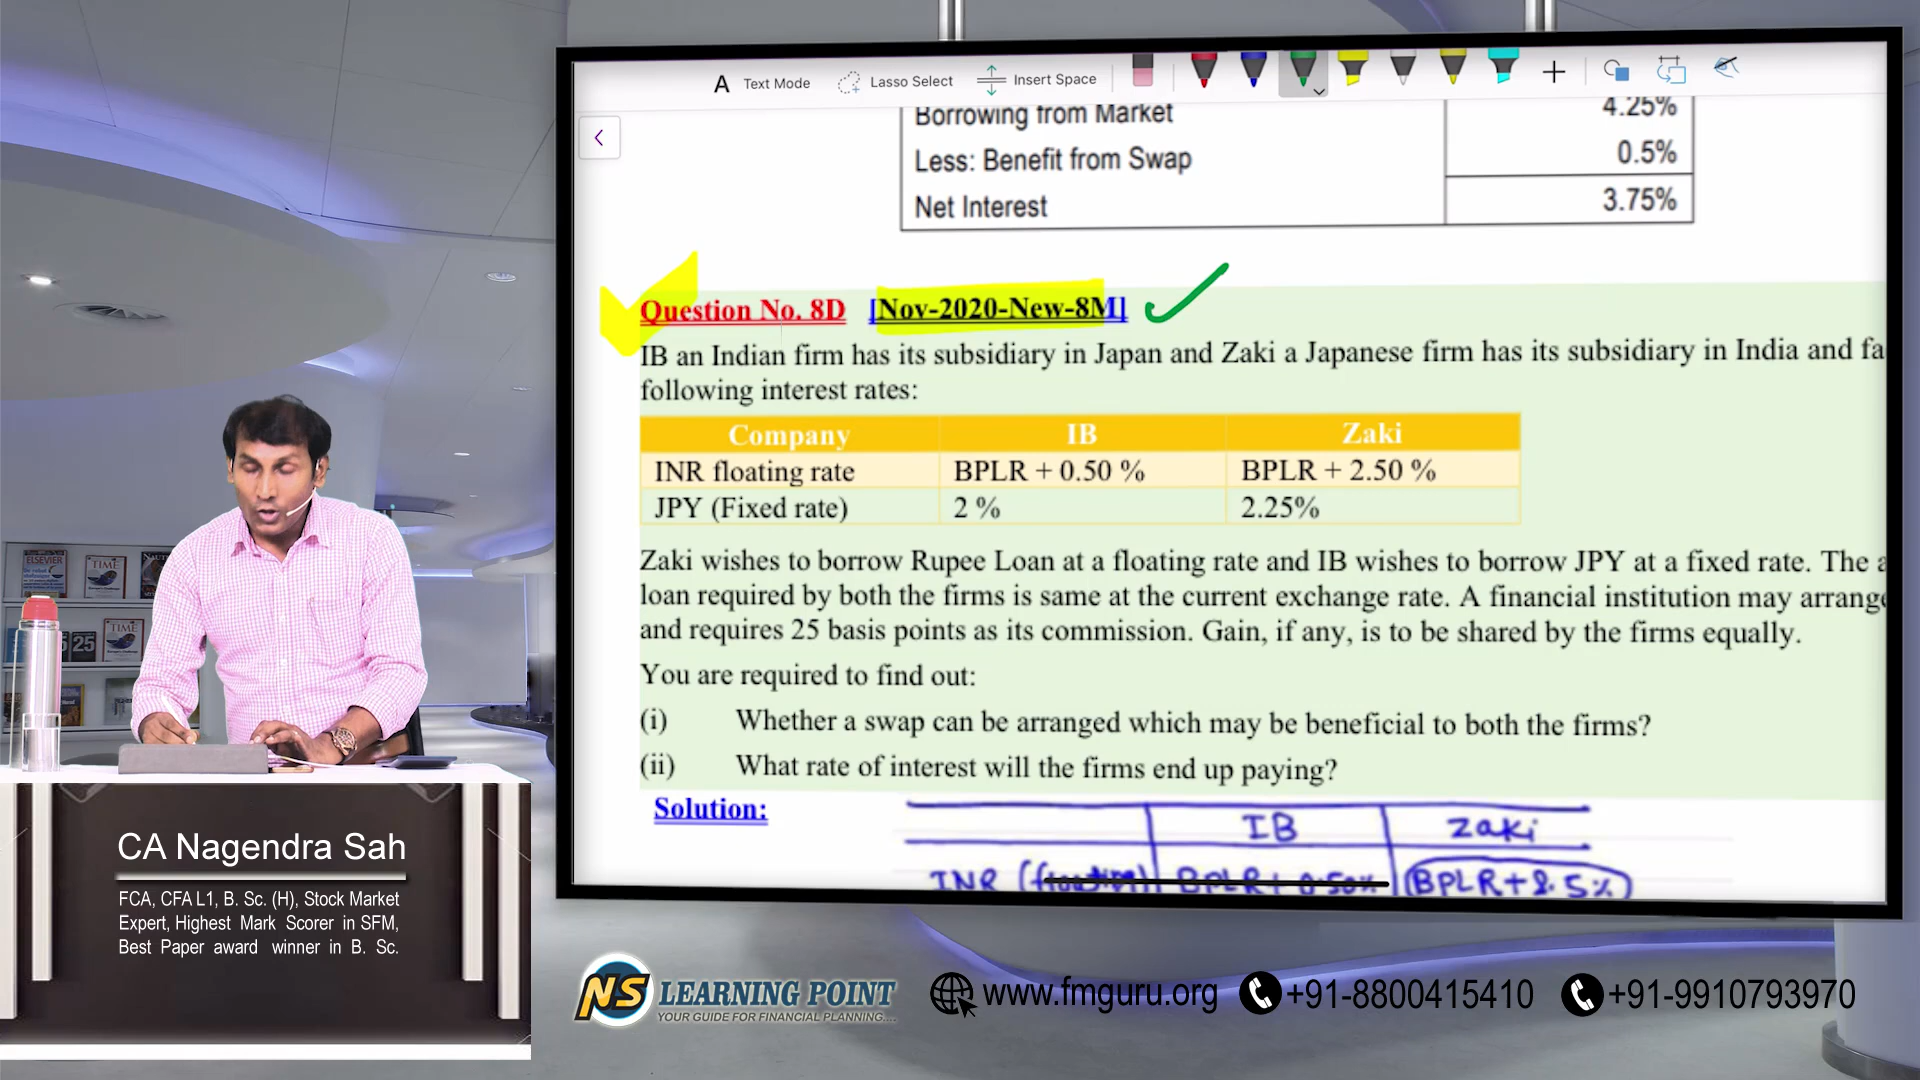 A Text Mode Lasso Select Insert Space
Borrowing from Market 4.25%
Less: Benefit from Swap 0.5%
Net Interest 3.75%
Question No. 8D [Nov-2020-New-8M]
IB an Indian firm has its subsidiary in Japan and Zaki a Japanese firm has its subsidiary in India and fa
following interest rates:
Company IB Zaki
INR floating rate BPLR + 0.50 % BPLR + 2.50 %
JPY (Fixed rate) 2 % 2.25%
Zaki wishes to borrow Rupee Loan at a floating rate and IB wishes to borrow JPY at a fixed rate. The a
loan required by both the firms is same at the current exchange rate. A financial institution may arrange
and requires 25 basis points as its commission. Gain, if any, is to be shared by the firms equally.
You are required to find out:
(i) Whether a swap can be arranged which may be beneficial to both the firms?
(ii) What rate of interest will the firms end up paying?
Solution:
IB Zaki
INR (floating) BPLR + 0.50% BPLR+2.5%
ELSEVIER
TIME
TIME
25
CA Nagendra Sah
FCA, CFA L1, B. Sc. (H), Stock Market
Expert, Highest Mark Scorer in SFM,
Best Paper award winner in B. Sc.
NS LEARNING POINT
YOUR GUIDE FOR FINANCIAL PLANNING....
www.fmguru.org +91-8800415410 +91-9910793970